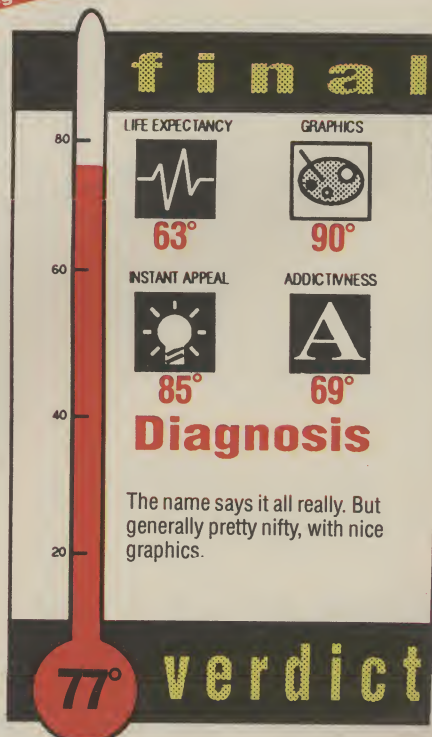 final
80
LIFE EXPECTANCY GRAPHICS
63° 90°
60
INSTANT APPEAL ADDICTIVNESS
A
85° 69°
40
Diagnosis
The name says it all really. But
generally pretty nifty, with nice
graphics.
20
77° verdict